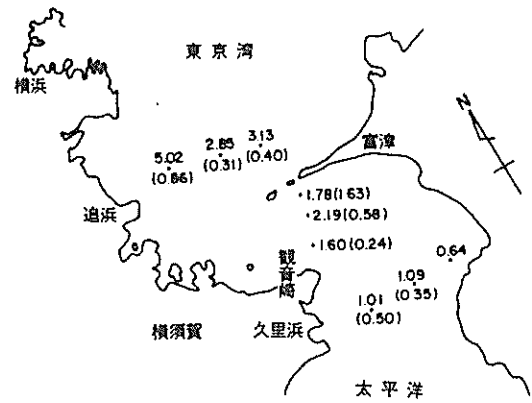 東京湾
横浜
N
富津
3.13
(0.40)
2.85
(0.31)
5.02
(0.86)
1.78(1.63)
2.19(0.58)
追浜
1.60(0.24)
0.64
観音崎
1.09
(0.35)
1.01
(0.50)
横須賀
久里浜
太平洋